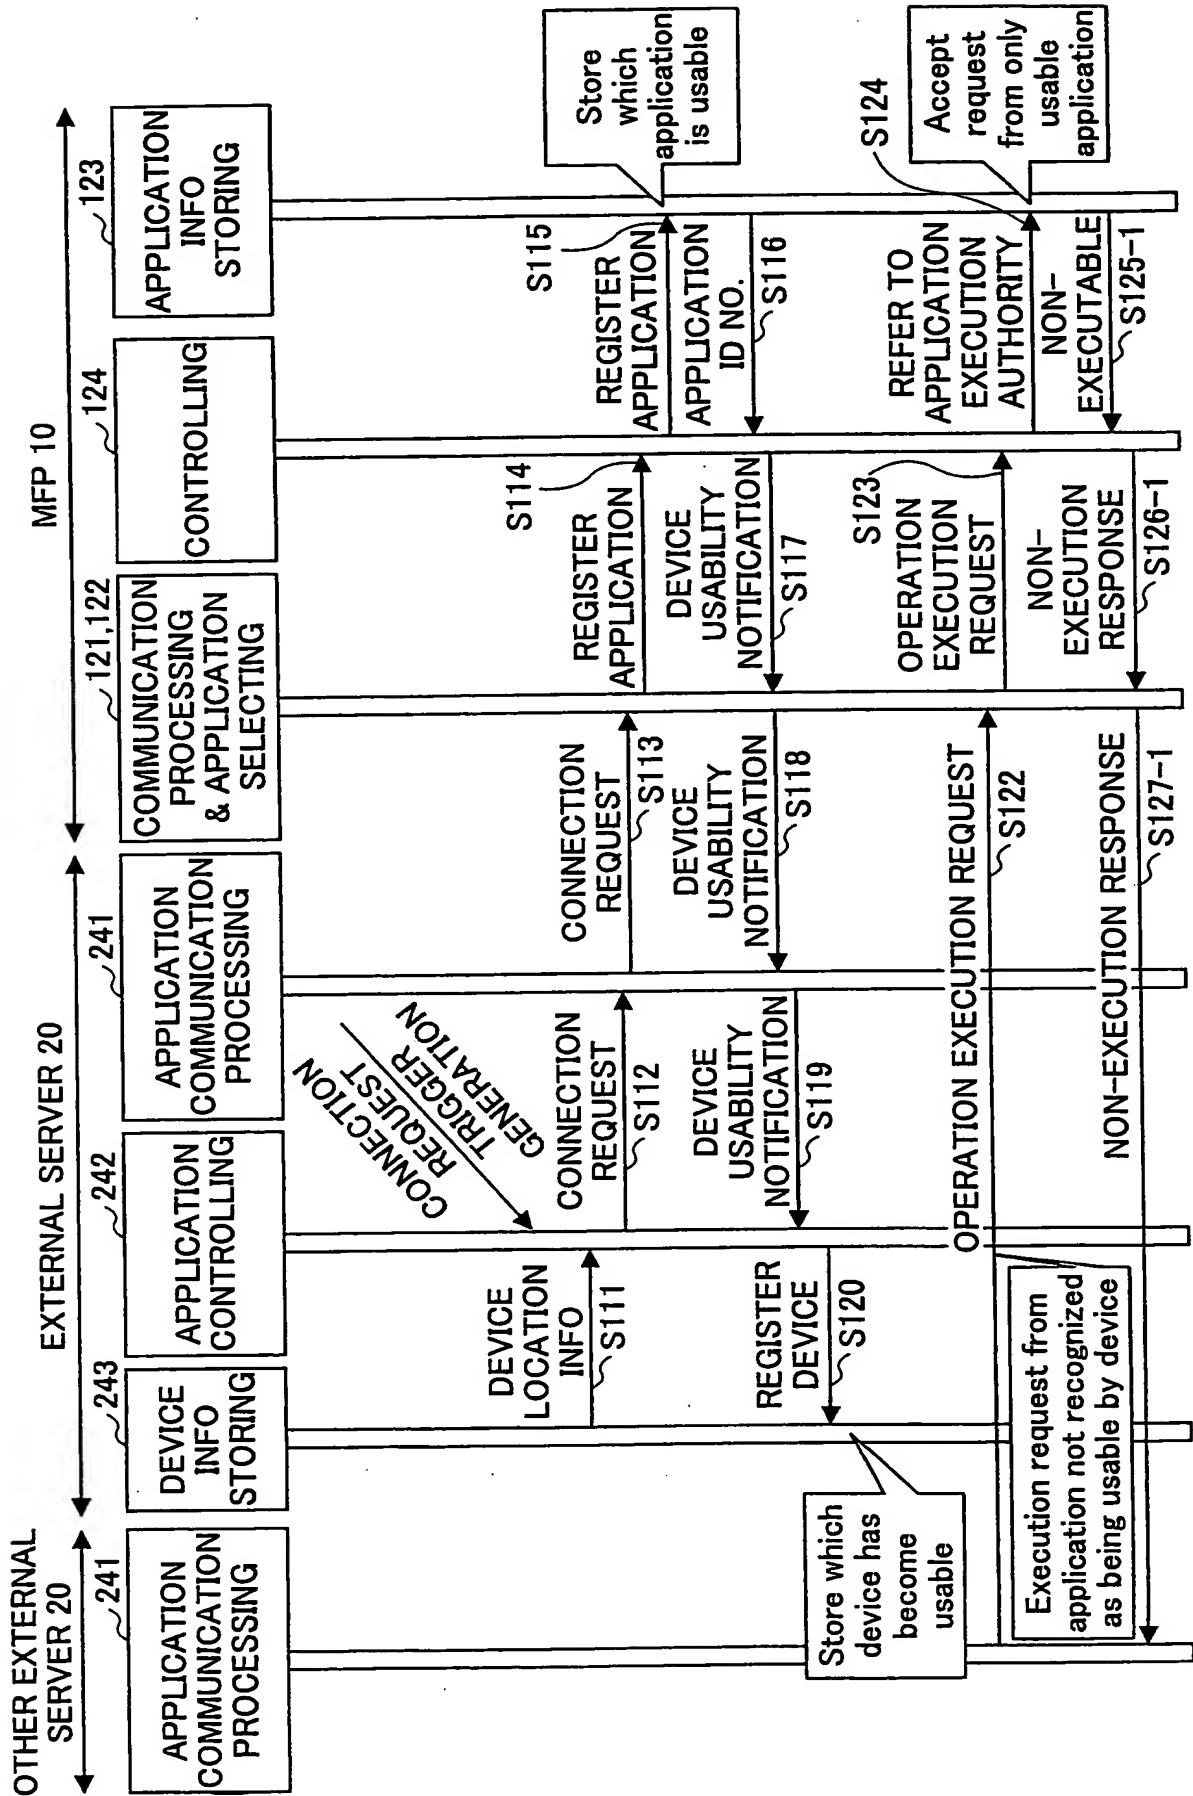 OTHER EXTERNAL
SERVER 20
EXTERNAL SERVER 20
MFP 10
241
APPLICATION
COMMUNICATION
PROCESSING
243
DEVICE
INFO
STORING
242
APPLICATION
CONTROLLING
241
APPLICATION
COMMUNICATION
PROCESSING
121,122
COMMUNICATION
PROCESSING
& APPLICATION
SELECTING
124
CONTROLLING
123
APPLICATION
INFO
STORING
CONNECTION
REQUEST
TRIGGER
GENERATION
DEVICE
LOCATION
INFO
S111
CONNECTION
REQUEST
S112
CONNECTION
REQUEST
S113
REGISTER
APPLICATION
S114
REGISTER
APPLICATION
S115
Store
which
application
is usable
APPLICATION
ID NO.
S116
DEVICE
USABILITY
NOTIFICATION
S117
DEVICE
USABILITY
NOTIFICATION
S118
DEVICE
USABILITY
NOTIFICATION
S119
REGISTER
DEVICE
S120
Store which
device has
become
usable
OPERATION EXECUTION REQUEST
S122
Execution request from
application not recognized
as being usable by device
OPERATION
EXECUTION
REQUEST
S123
REFER TO
APPLICATION
EXECUTION
AUTHORITY
S124
Accept
request
from only
usable
application
NON-
EXECUTABLE
S125-1
NON-
EXECUTION
RESPONSE
S126-1
NON-EXECUTION RESPONSE
S127-1